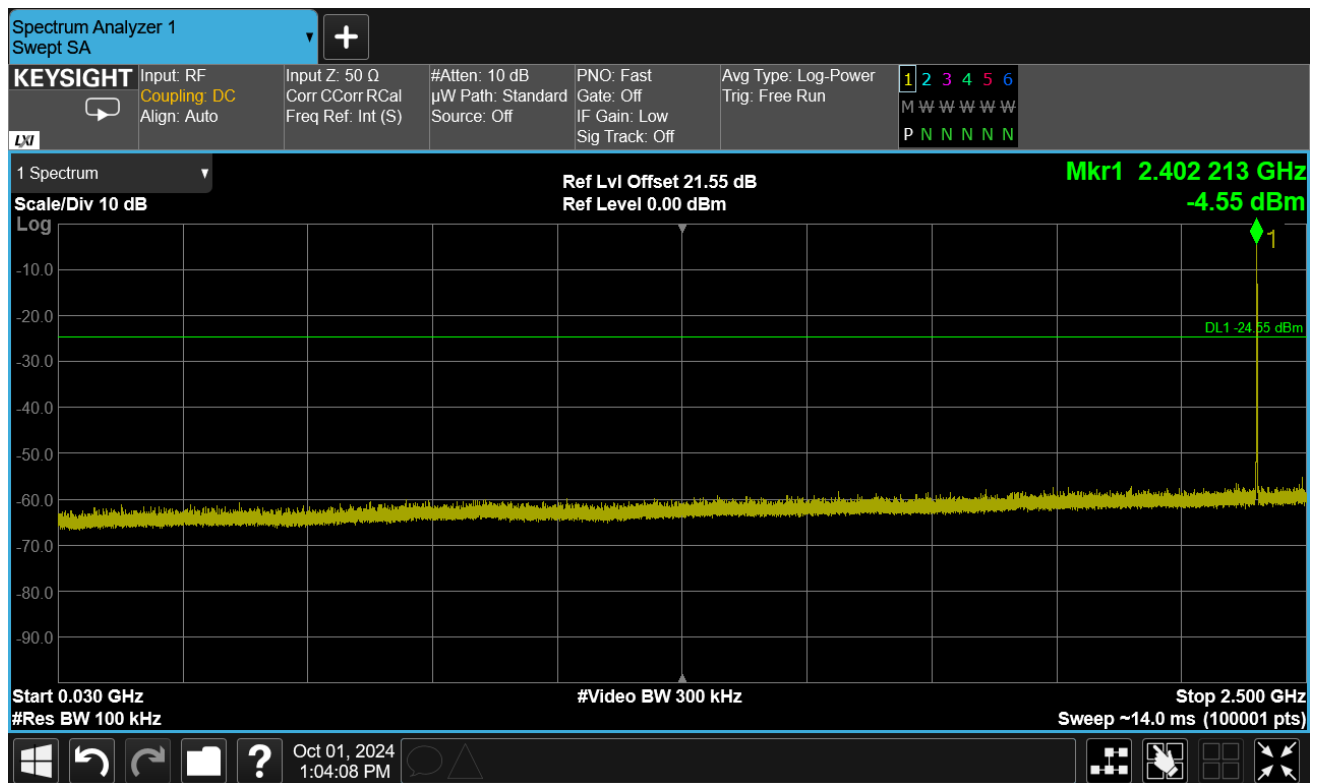 Spectrum Analyzer 1
Swept SA
KEYSIGHT
LXI
Input: RF
Coupling: DC
Align: Auto
Input Z: 50 Ω
Corr CCorr RCal
Freq Ref: Int (S)
#Atten: 10 dB
µW Path: Standard
Source: Off
PNO: Fast
Gate: Off
IF Gain: Low
Sig Track: Off
Avg Type: Log-Power
Trig: Free Run
1 2 3 4 5 6
M W W W W W
P N N N N N
1 Spectrum
Scale/Div 10 dB
Log
Ref Lvl Offset 21.55 dB
Ref Level 0.00 dBm
Mkr1 2.402 213 GHz
-4.55 dBm
1
-10.0
-20.0
DL1 -24.55 dBm
-30.0
-40.0
-50.0
-60.0
-70.0
-80.0
-90.0
Start 0.030 GHz
#Res BW 100 kHz
#Video BW 300 kHz
Stop 2.500 GHz
Sweep ~14.0 ms (100001 pts)
?
Oct 01, 2024
1:04:08 PM